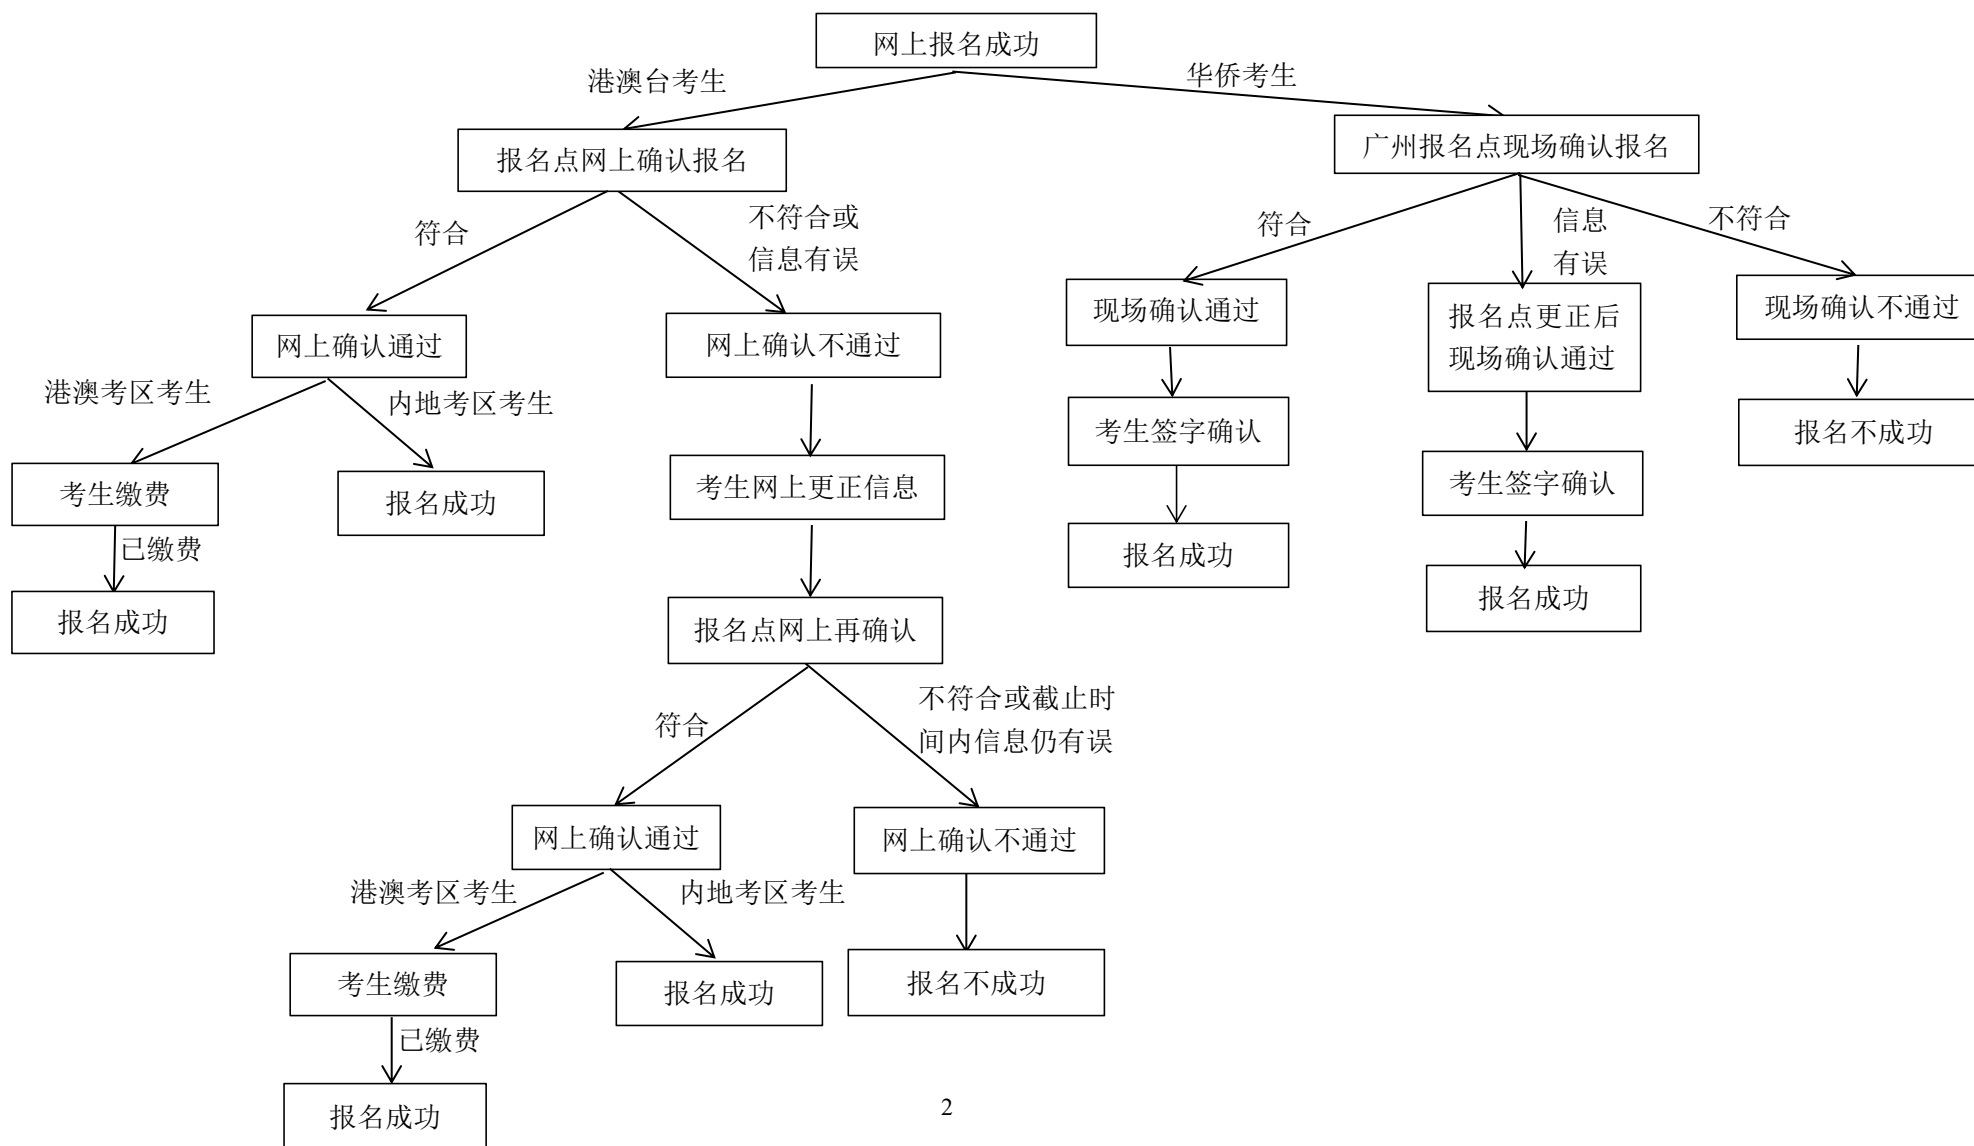 网上报名成功
港澳台考生
华侨考生
报名点网上确认报名
广州报名点现场确认报名
符合
不符合或
信息有误
符合
信息
有误
不符合
网上确认通过
网上确认不通过
现场确认通过
报名点更正后
现场确认通过
现场确认不通过
港澳考区考生
内地考区考生
考生签字确认
报名不成功
考生缴费
报名成功
考生网上更正信息
考生签字确认
已缴费
报名成功
报名成功
报名成功
报名点网上再确认
符合
不符合或截止时
间内信息仍有误
网上确认通过
网上确认不通过
港澳考区考生
内地考区考生
考生缴费
报名成功
报名不成功
已缴费
报名成功
2